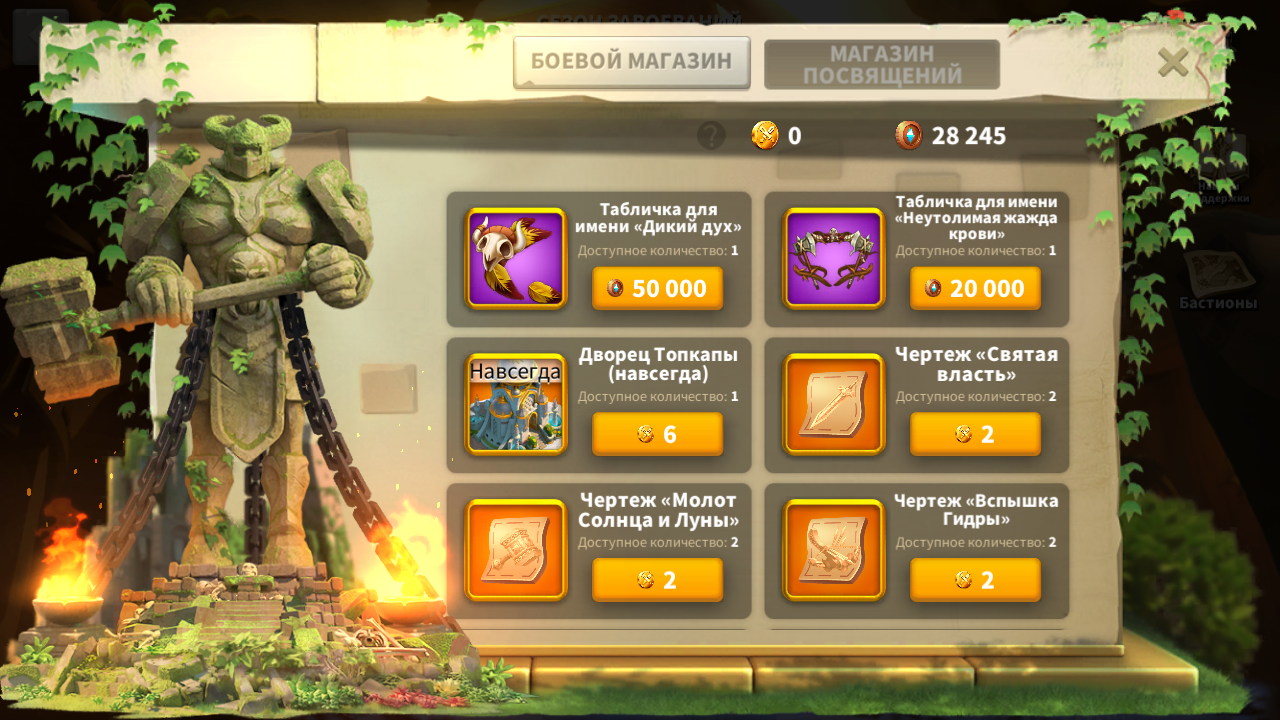 СЕЗОН ЗАВОЕВАНИЙ
БОЕВОЙ МАГАЗИН
МАГАЗИН
ПОСВЯЩЕНИЙ
?
0
28 245
Табличка для
имени «Дикий дух»
Доступное количество: 1
50 000
Табличка для имени
«Неутолимая жажда
крови»
Доступное количество: 1
20 000
Бастионы
Навсегда
Дворец Топкапы
(навсегда)
Доступное количество: 1
6
Чертеж «Святая
власть»
Доступное количество: 2
2
Чертеж «Молот
Солнца и Луны»
Доступное количество: 2
2
Чертеж «Вспышка
Гидры»
Доступное количество: 2
2